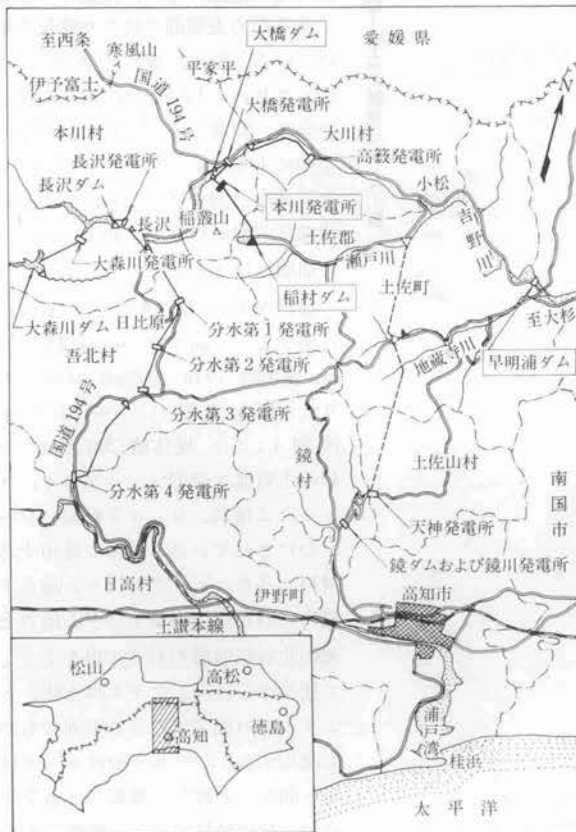 大橋ダム
愛媛県
至西条
寒風山
平家平
伊予富士
国道194号
大橋発電所
大川村
N
本川村
高薮発電所
長沢発電所
小松
長沢ダム
本川発電所
吉野川
長沢
稲叢山
土佐郡
瀬戸川
大森川発電所
稲村ダム
土佐町
至大杉
大森川ダム
日比原
分水第1発電所
地蔵寺川
早明浦ダム
吾北村
分水第2発電所
分水第3発電所
国道194号
鏡村
土佐山村
南国市
分水第4発電所
天神発電所
鏡ダムおよび鏡川発電所
日高村
伊野町
高知市
土讃本線
松山
高松
徳島
高知
浦戸湾
桂浜
太平洋